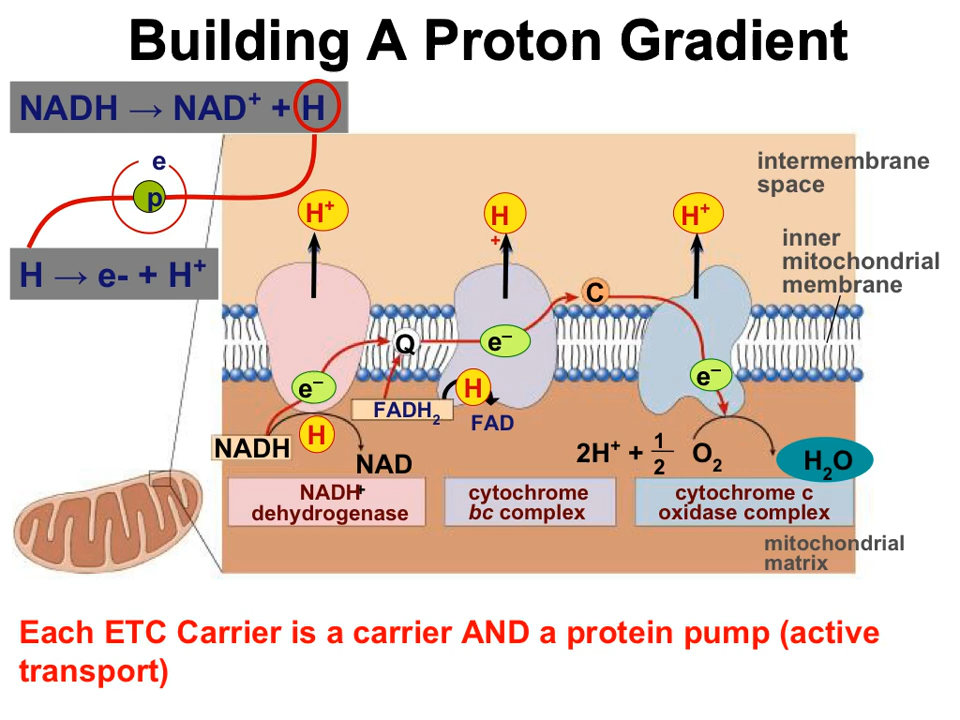 Building A Proton Gradient
NADH → NAD⁺ + H
e
p
H → e- + H⁺
intermembrane
space
H⁺
H
+
H⁺
inner
mitochondrial
membrane
C
Q
e–
e–
e–
H
FADH₂
FAD
NADH
H
NAD
+
2H⁺ + 1/2 O₂
H₂O
NADH
dehydrogenase
cytochrome
bc complex
cytochrome c
oxidase complex
mitochondrial
matrix
Each ETC Carrier is a carrier AND a protein pump (active
transport)